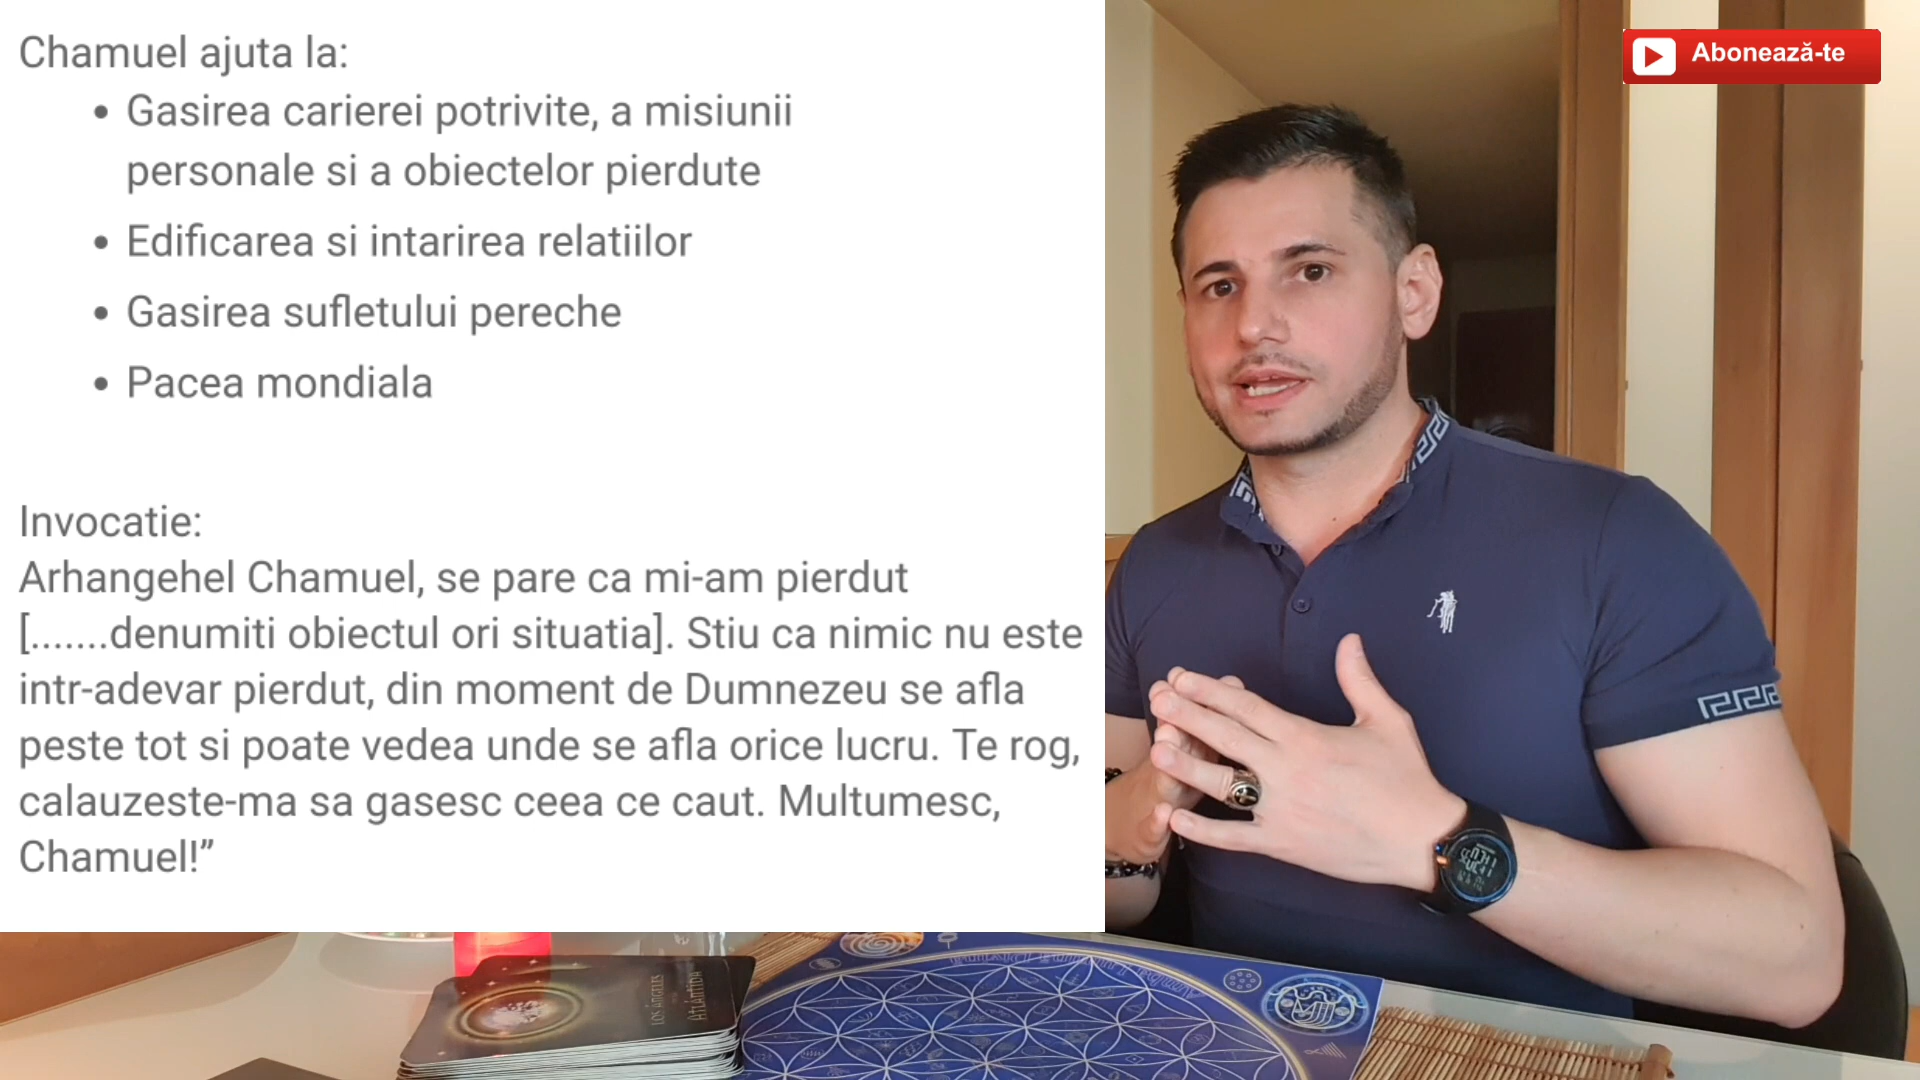 Chamuel ajuta la:
• Gasirea carierei potrivite, a misiunii
personale si a obiectelor pierdute
• Edificarea si intarirea relatiilor
• Gasirea sufletului pereche
• Pacea mondiala
Invocatie:
Arhangehel Chamuel, se pare ca mi-am pierdut
[.......denumiti obiectul ori situatia]. Stiu ca nimic nu este
intr-adevar pierdut, din moment de Dumnezeu se afla
peste tot si poate vedea unde se afla orice lucru. Te rog,
calauzeste-ma sa gasesc ceea ce caut. Multumesc,
Chamuel!”
Abonează-te
LOS ÁNGELES
ATLÁNTIDA